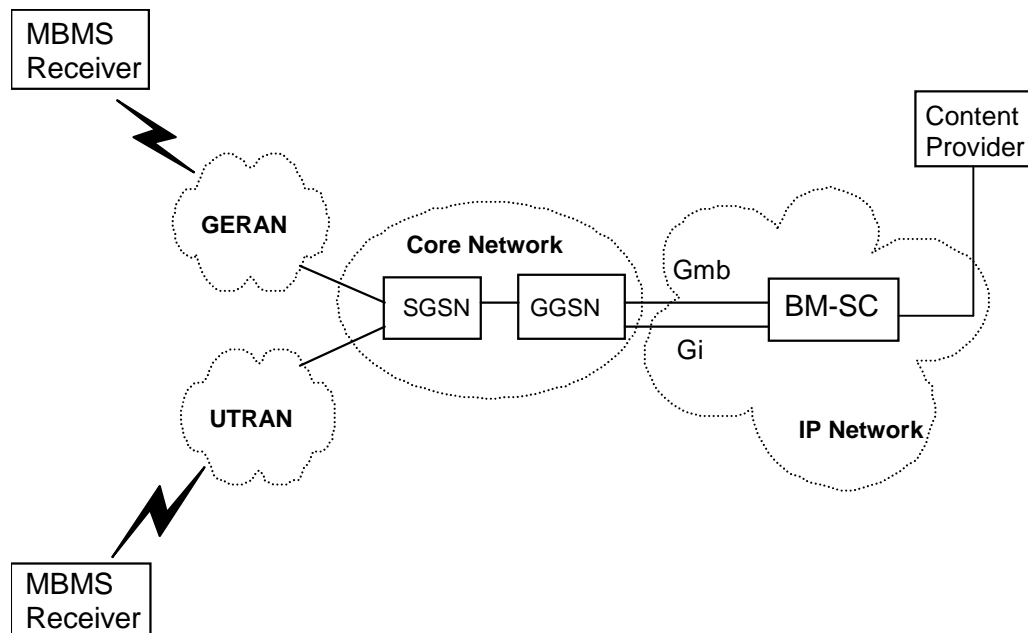 MBMS
Receiver
Content
Provider
GERAN
Core Network
SGSN
GGSN
Gmb
Gi
BM-SC
UTRAN
IP Network
MBMS
Receiver